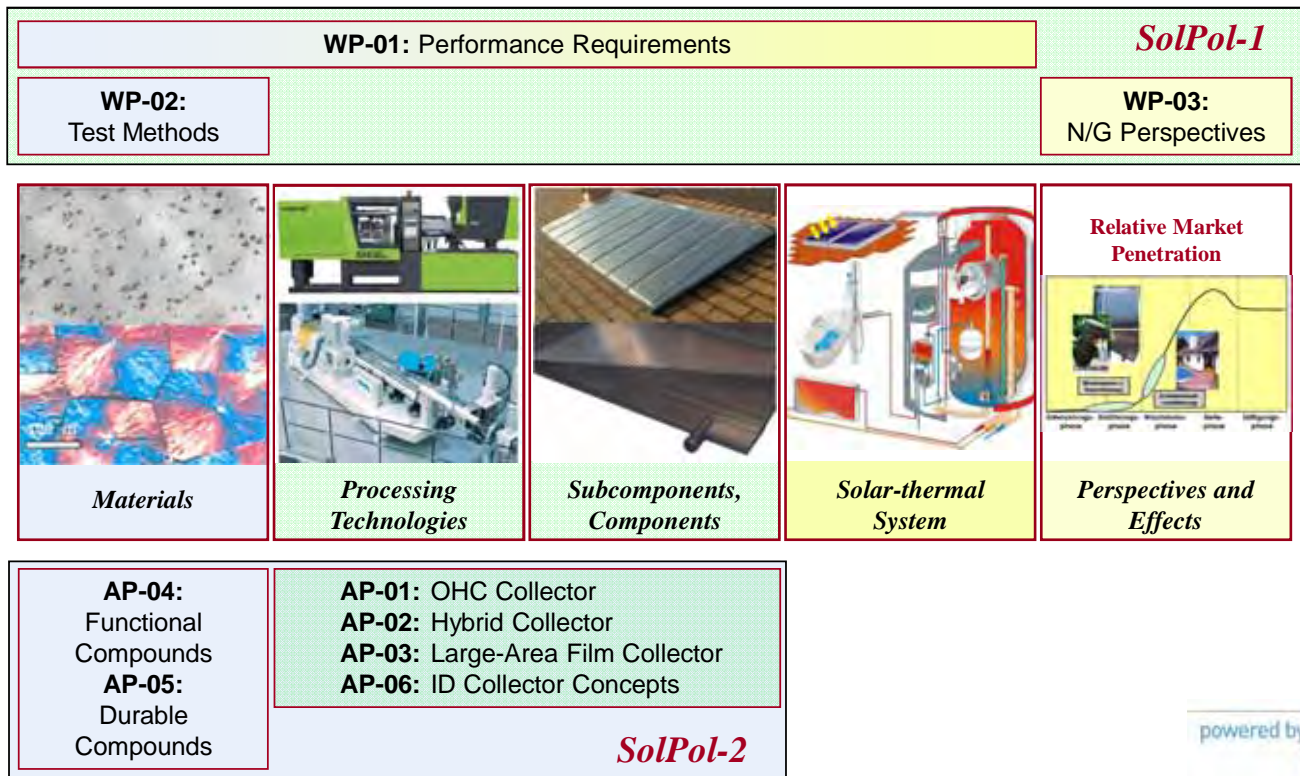 WP-01: Performance Requirements
SolPol-1
WP-02:
Test Methods
WP-03:
N/G Perspectives
Relative Market
Penetration
Materials
Processing
Technologies
Subcomponents,
Components
Solar-thermal
System
Perspectives and
Effects
AP-04:
Functional
Compounds
AP-05:
Durable
Compounds
AP-01: OHC Collector
AP-02: Hybrid Collector
AP-03: Large-Area Film Collector
AP-06: ID Collector Concepts
SolPol-2
powered by